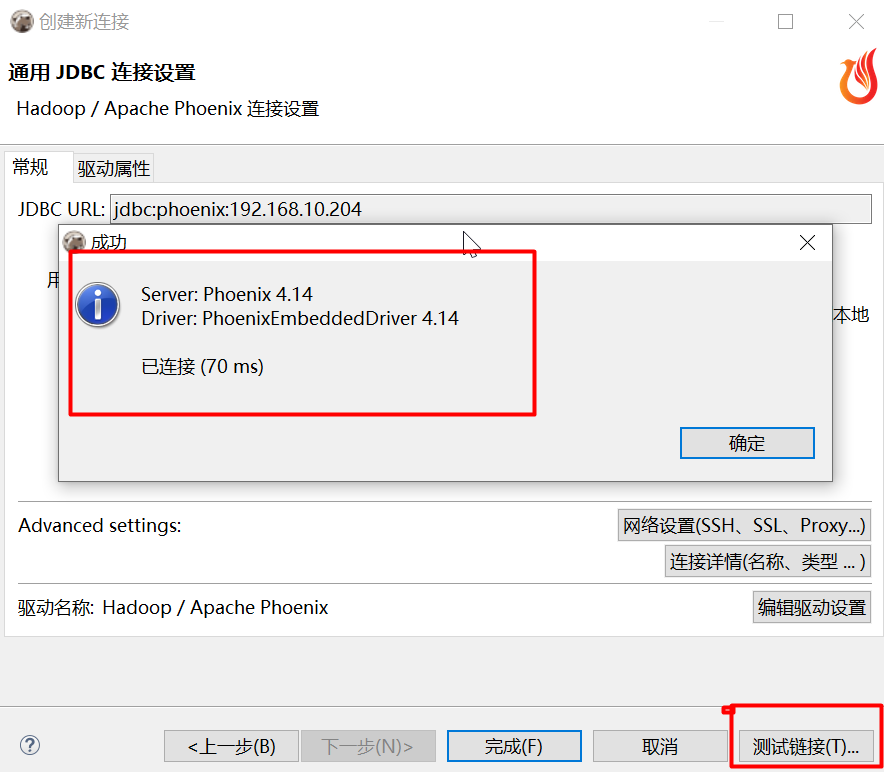 创建新连接
通用 JDBC 连接设置
Hadoop / Apache Phoenix 连接设置
常规 驱动属性
JDBC URL: jdbc:phoenix:192.168.10.204
成功
用
Server: Phoenix 4.14
Driver: PhoenixEmbeddedDriver 4.14
本地
已连接 (70 ms)
确定
Advanced settings:
网络设置(SSH、SSL、Proxy...)
连接详情(名称、类型 ... )
驱动名称: Hadoop / Apache Phoenix
编辑驱动设置
<上一步(B) 下一步(N)> 完成(F) 取消 测试链接(T)...